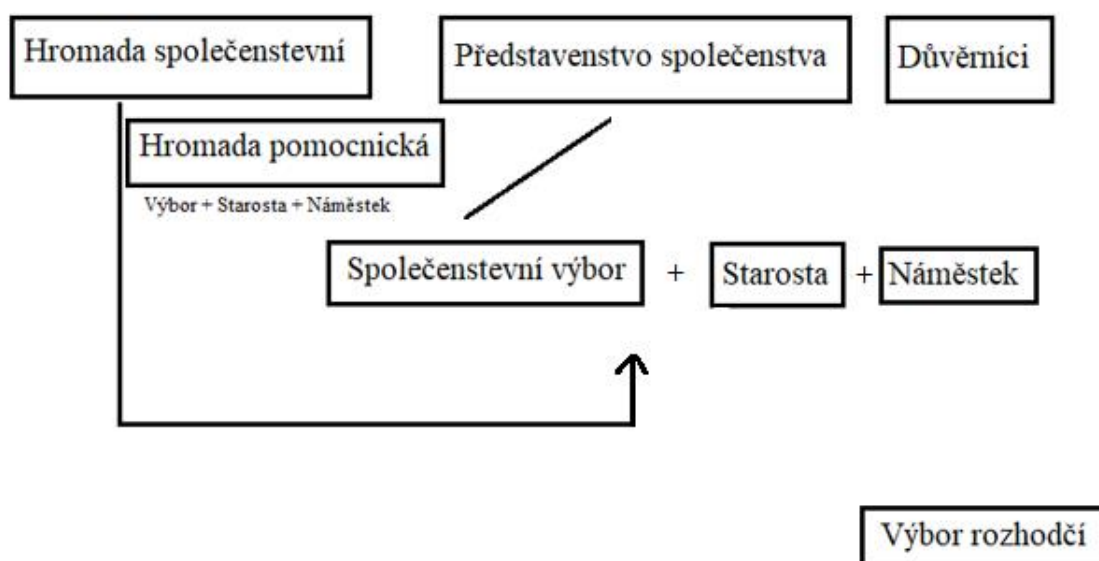 Hromada společenstevní
Představenstvo společenstva
Důvěrníci
Hromada pomocnická
Výbor + Starosta + Náměstek
Společenstevní výbor + Starosta + Náměstek
Výbor rozhodčí